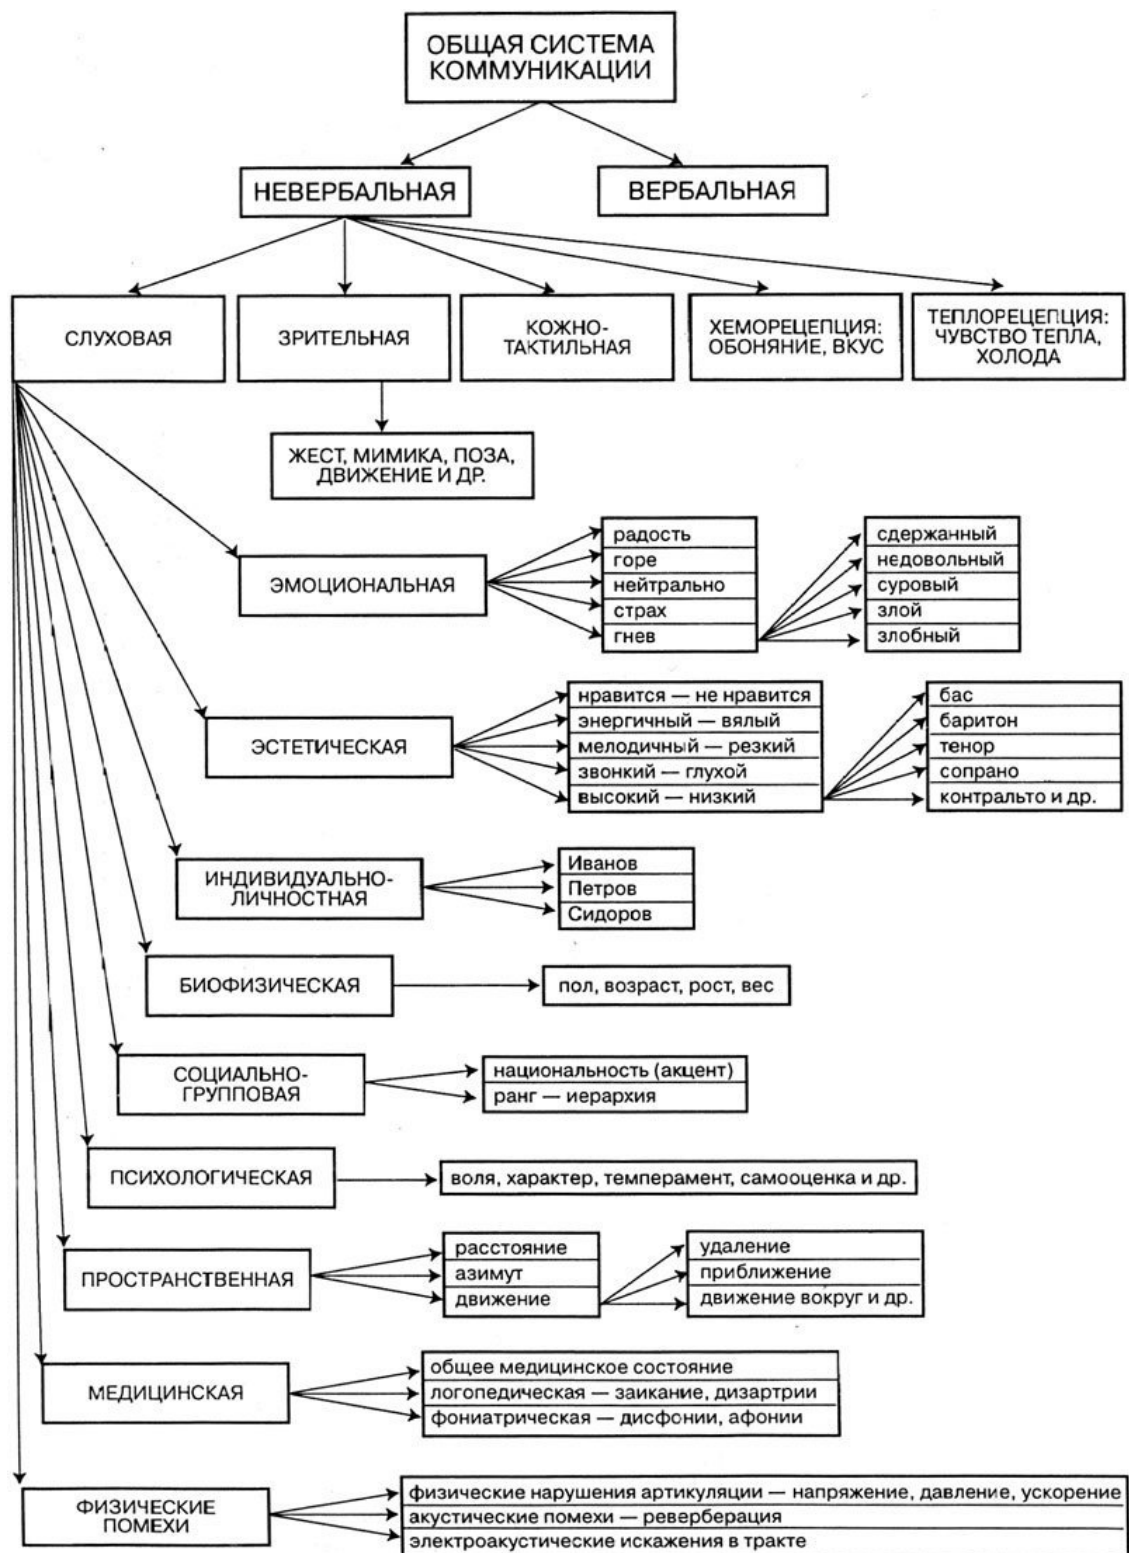 ОБЩАЯ СИСТЕМА
КОММУНИКАЦИИ
НЕВЕРБАЛЬНАЯ
ВЕРБАЛЬНАЯ
СЛУХОВАЯ
ЗРИТЕЛЬНАЯ
КОЖНО-
ТАКТИЛЬНАЯ
ХЕМОРЕЦЕПЦИЯ:
ОБОНЯНИЕ, ВКУС
ТЕПЛОРЕЦЕПЦИЯ:
ЧУВСТВО ТЕПЛА,
ХОЛОДА
ЖЕСТ, МИМИКА, ПОЗА,
ДВИЖЕНИЕ И ДР.
ЭМОЦИОНАЛЬНАЯ
радость
горе
нейтрально
страх
гнев
сдержанный
недовольный
суровый
злой
злобный
ЭСТЕТИЧЕСКАЯ
нравится — не нравится
энергичный — вялый
мелодичный — резкий
звонкий — глухой
высокий — низкий
бас
баритон
тенор
сопрано
контральто и др.
ИНДИВИДУАЛЬНО-
ЛИЧНОСТНАЯ
Иванов
Петров
Сидоров
БИОФИЗИЧЕСКАЯ
пол, возраст, рост, вес
СОЦИАЛЬНО-
ГРУППОВАЯ
национальность (акцент)
ранг — иерархия
ПСИХОЛОГИЧЕСКАЯ
воля, характер, темперамент, самооценка и др.
ПРОСТРАНСТВЕННАЯ
расстояние
азимут
движение
удаление
приближение
движение вокруг и др.
МЕДИЦИНСКАЯ
общее медицинское состояние
логопедическая — заикание, дизартрии
фониатрическая — дисфонии, афонии
ФИЗИЧЕСКИЕ
ПОМЕХИ
физические нарушения артикуляции — напряжение, давление, ускорение
акустические помехи — реверберация
электроакустические искажения в тракте